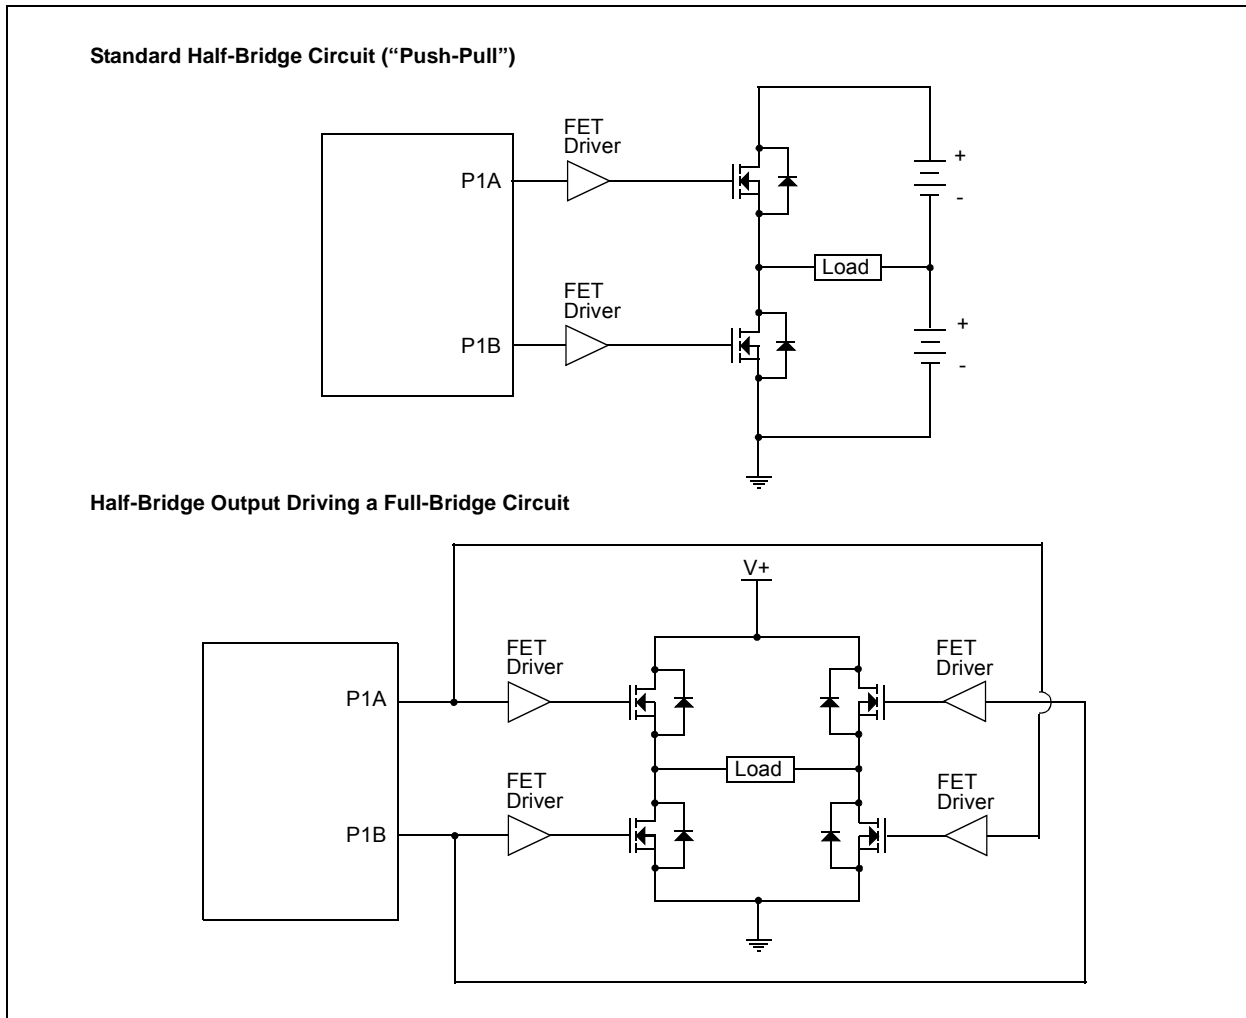 Standard Half-Bridge Circuit (“Push-Pull”)
FET
Driver
P1A
+
-
Load
FET
Driver
P1B
+
-
Half-Bridge Output Driving a Full-Bridge Circuit
V+
FET
Driver
FET
Driver
P1A
Load
FET
Driver
FET
Driver
P1B